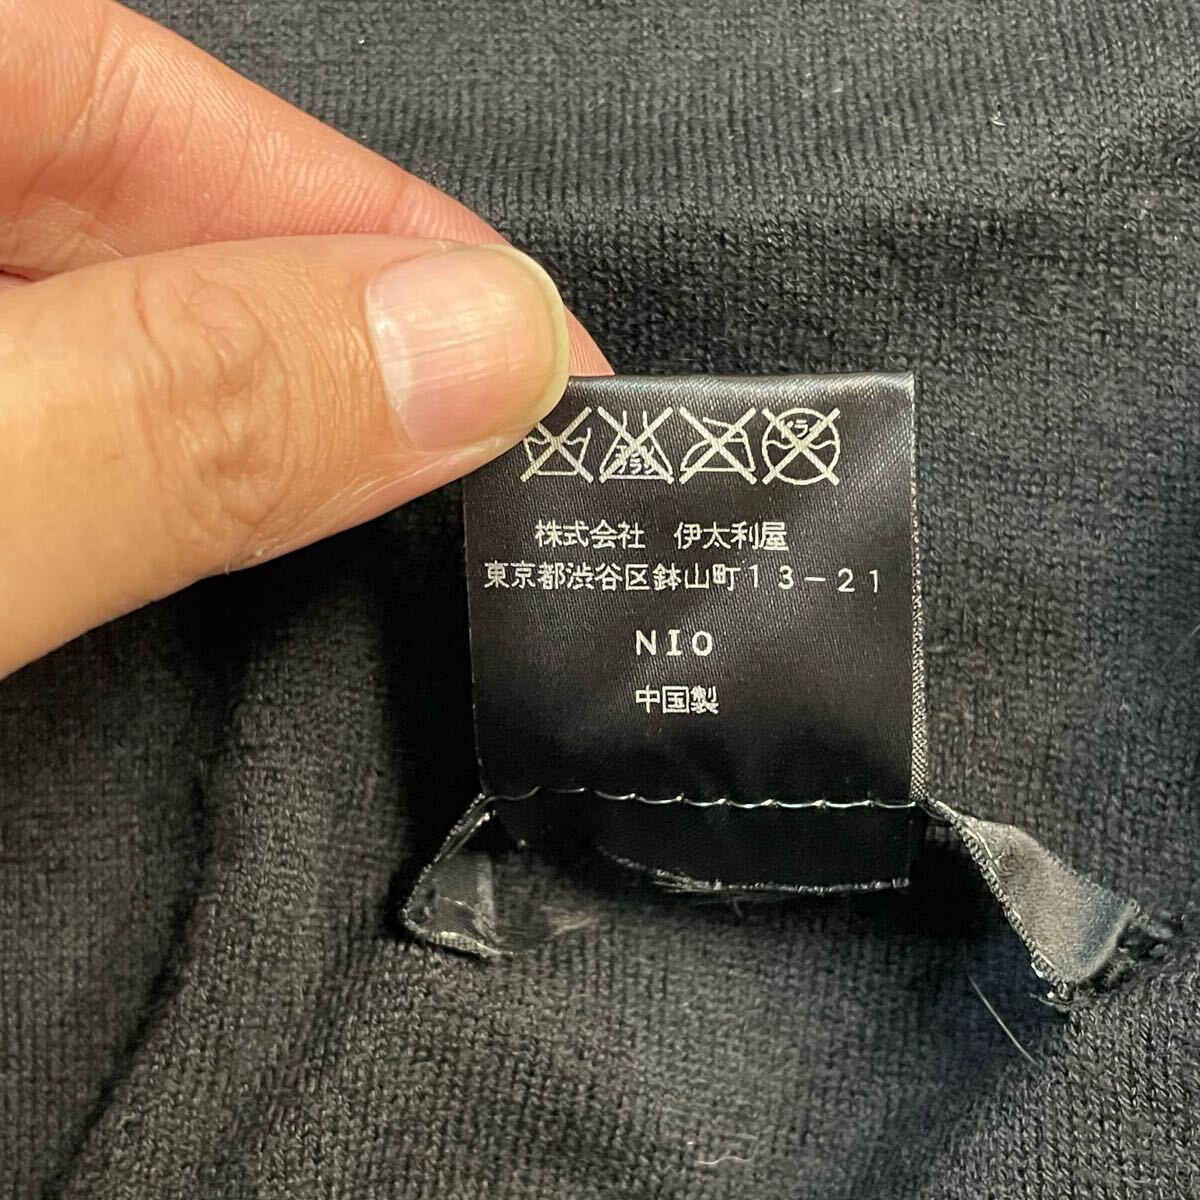 株式会社　伊太利屋
東京都渋谷区鉢山町１３－２１
NIO
中国製